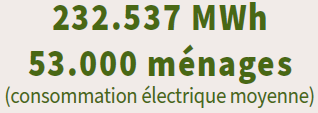 232.537 MWh
53.000 ménages
(consommation électrique moyenne)